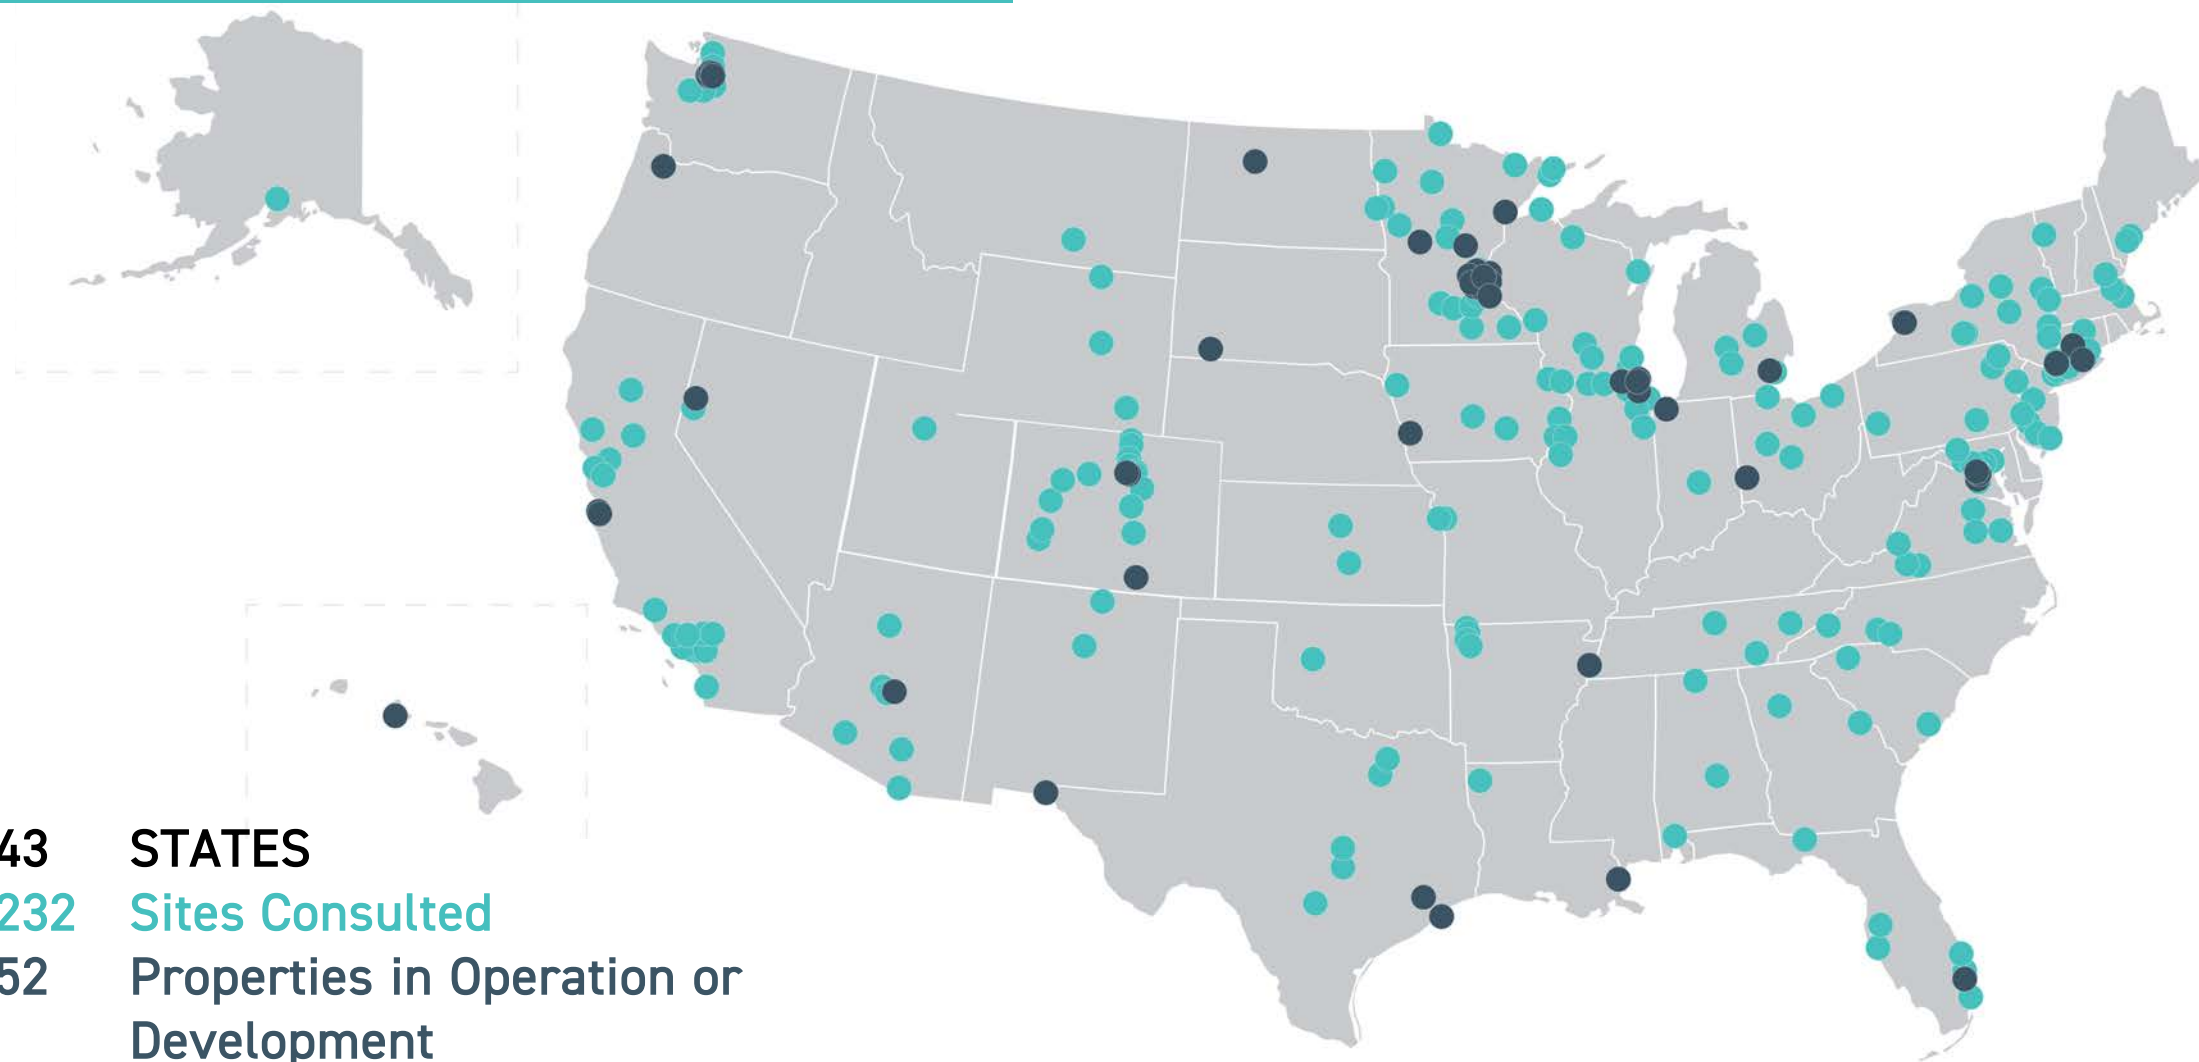 43 STATES
232 Sites Consulted
52 Properties in Operation or
Development